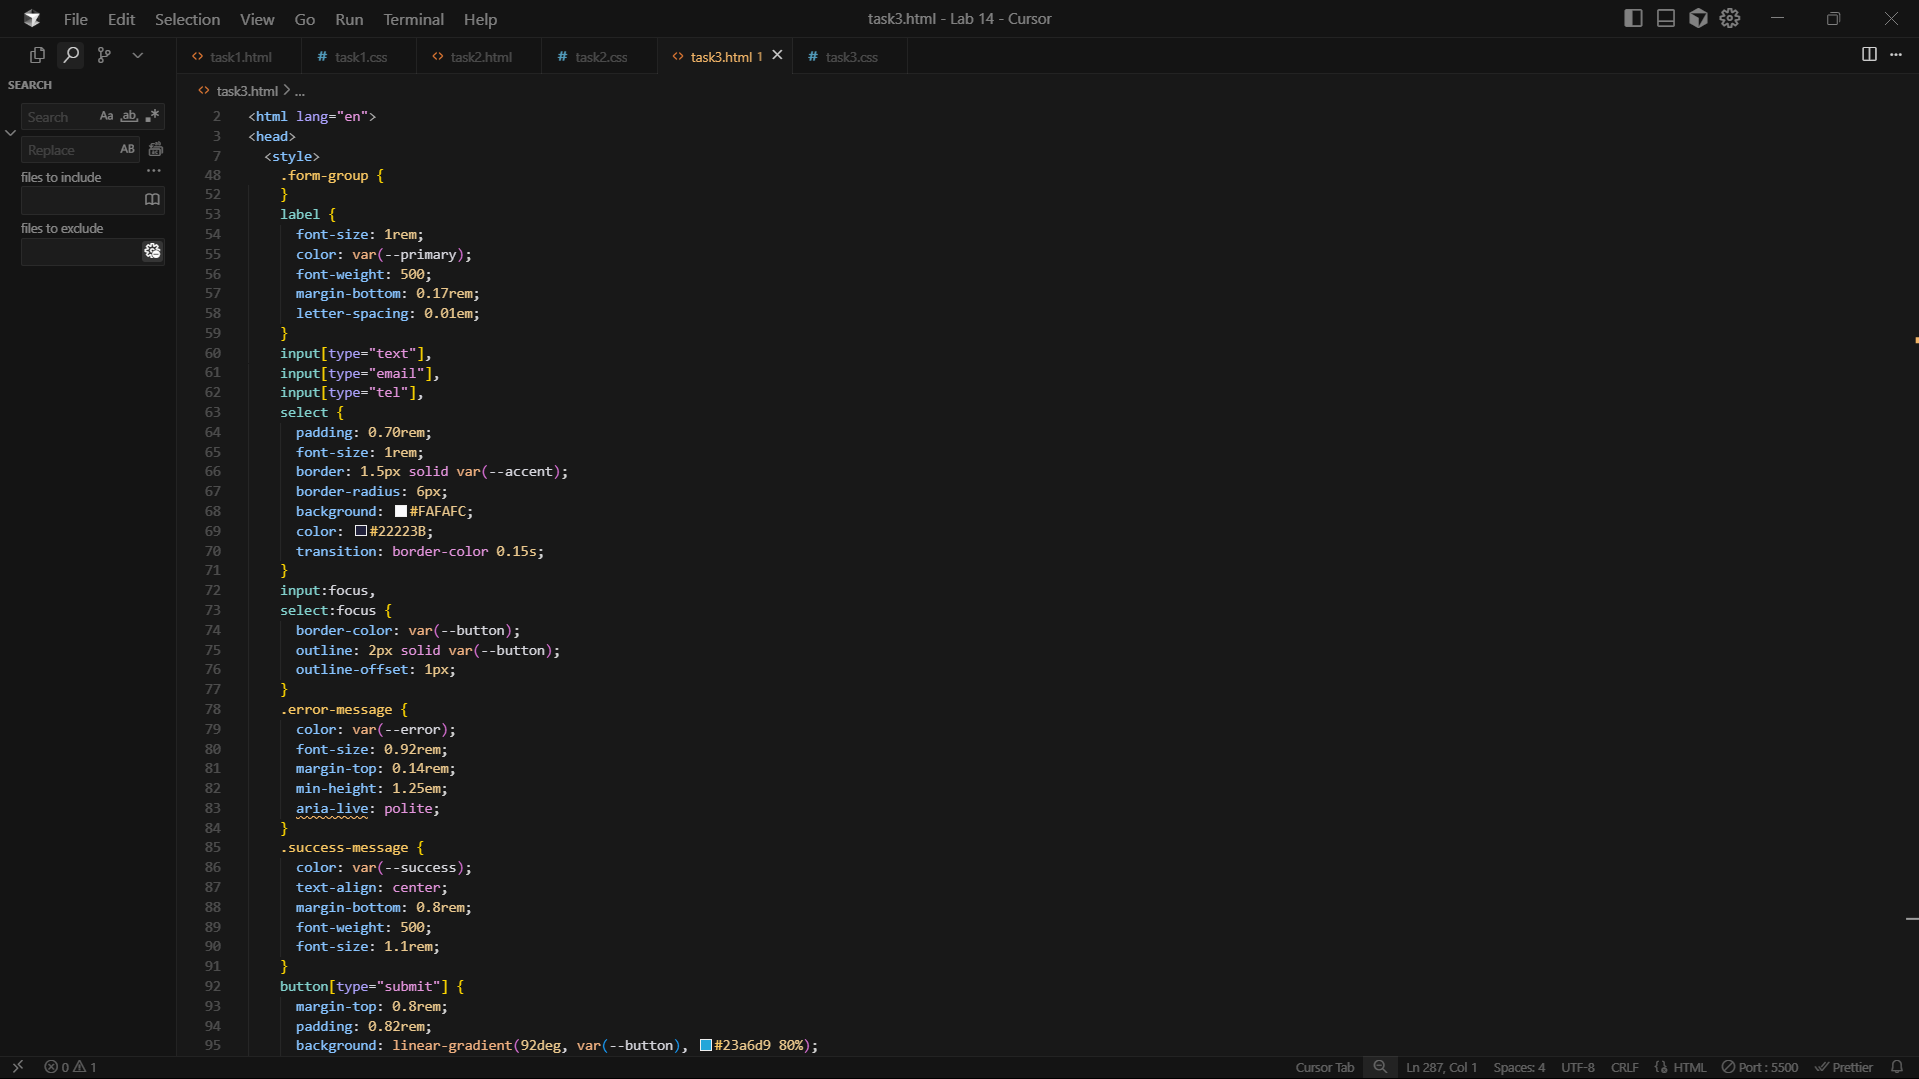 File Edit Selection View Go Run Terminal Help
task3.html - Lab 14 - Cursor
task1.html
task1.css
task2.html
task2.css
task3.html 1
task3.css
SEARCH
Search Aa ab .*
Replace AB
files to include
files to exclude
task3.html > ...
2 <html lang="en">
3 <head>
7 <style>
48 .form-group {
52 }
53 label {
54 font-size: 1rem;
55 color: var(--primary);
56 font-weight: 500;
57 margin-bottom: 0.17rem;
58 letter-spacing: 0.01em;
59 }
60 input[type="text"],
61 input[type="email"],
62 input[type="tel"],
63 select {
64 padding: 0.70rem;
65 font-size: 1rem;
66 border: 1.5px solid var(--accent);
67 border-radius: 6px;
68 background: #FAFAFC;
69 color: #22223B;
70 transition: border-color 0.15s;
71 }
72 input:focus,
73 select:focus {
74 border-color: var(--button);
75 outline: 2px solid var(--button);
76 outline-offset: 1px;
77 }
78 .error-message {
79 color: var(--error);
80 font-size: 0.92rem;
81 margin-top: 0.14rem;
82 min-height: 1.25em;
83 aria-live: polite;
84 }
85 .success-message {
86 color: var(--success);
87 text-align: center;
88 margin-bottom: 0.8rem;
89 font-weight: 500;
90 font-size: 1.1rem;
91 }
92 button[type="submit"] {
93 margin-top: 0.8rem;
94 padding: 0.82rem;
95 background: linear-gradient(92deg, var(--button), #23a6d9 80%);
0 1
Cursor Tab
Ln 287, Col 1
Spaces: 4
UTF-8
CRLF
HTML
Port : 5500
Prettier